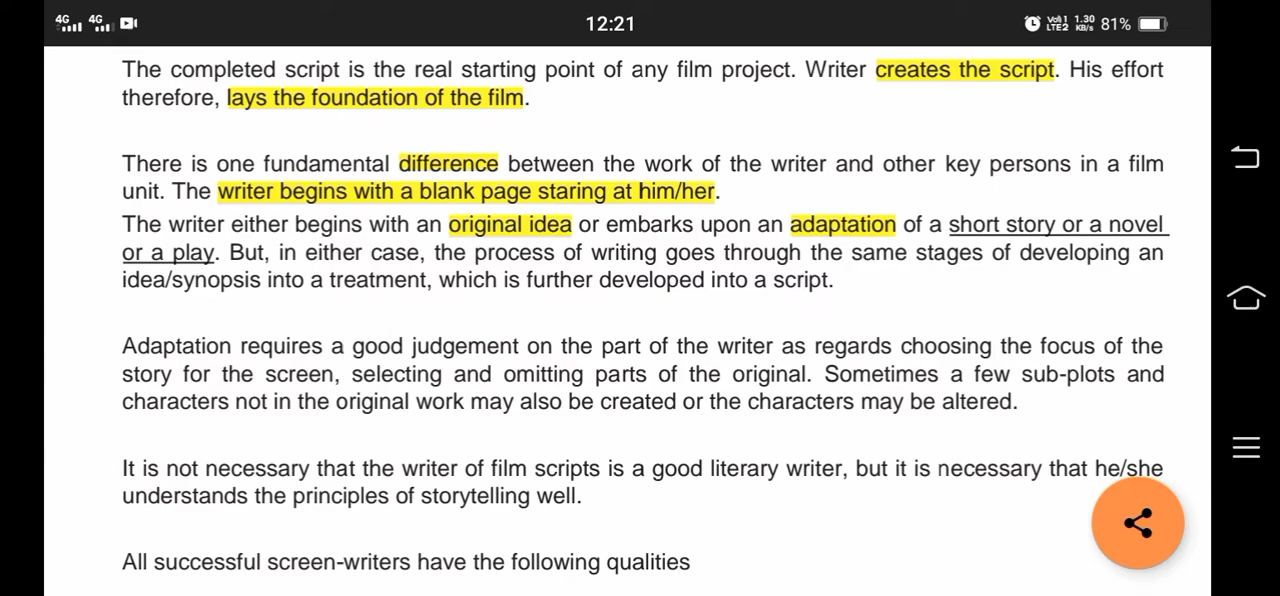 4G 4G 12:21 Vo1 1 LTE2 1.30 KB/s 81%
The completed script is the real starting point of any film project. Writer creates the script. His effort
therefore, lays the foundation of the film.
There is one fundamental difference between the work of the writer and other key persons in a film
unit. The writer begins with a blank page staring at him/her.
The writer either begins with an original idea or embarks upon an adaptation of a short story or a novel
or a play. But, in either case, the process of writing goes through the same stages of developing an
idea/synopsis into a treatment, which is further developed into a script.
Adaptation requires a good judgement on the part of the writer as regards choosing the focus of the
story for the screen, selecting and omitting parts of the original. Sometimes a few sub-plots and
characters not in the original work may also be created or the characters may be altered.
It is not necessary that the writer of film scripts is a good literary writer, but it is necessary that he/she
understands the principles of storytelling well.
All successful screen-writers have the following qualities